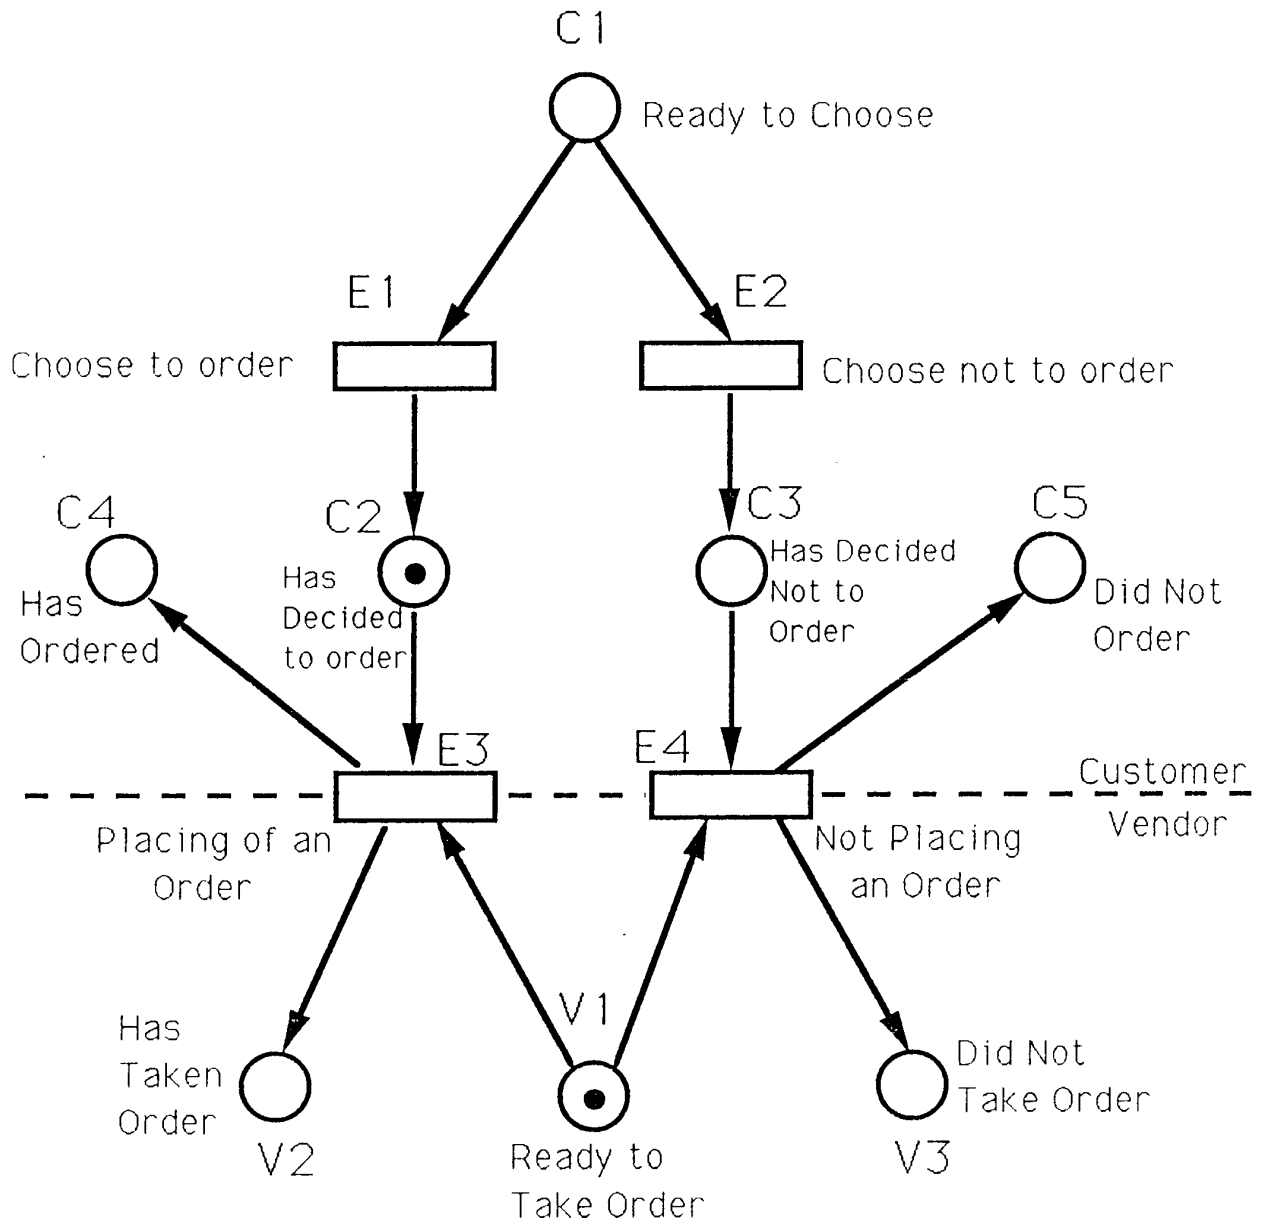 C1
Ready to Choose
E1
E2
Choose to order
Choose not to order
C4
Has
Ordered
C2
Has
Decided
to order
C3
Has Decided
Not to
Order
C5
Did Not
Order
E3
E4
Customer
Vendor
Placing of an
Order
Not Placing
an Order
Has
Taken
Order
V2
V1
Ready to
Take Order
Did Not
Take Order
V3